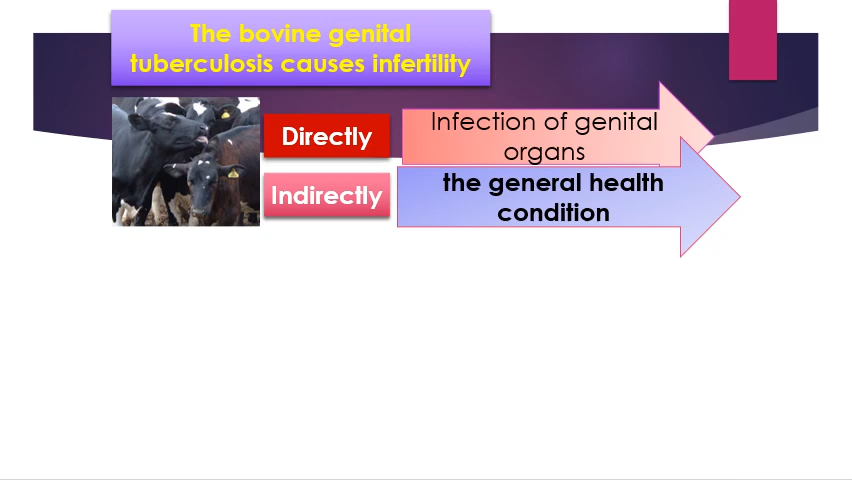 The bovine genital
tuberculosis causes infertility
Directly
Infection of genital
organs
Indirectly
the general health
condition